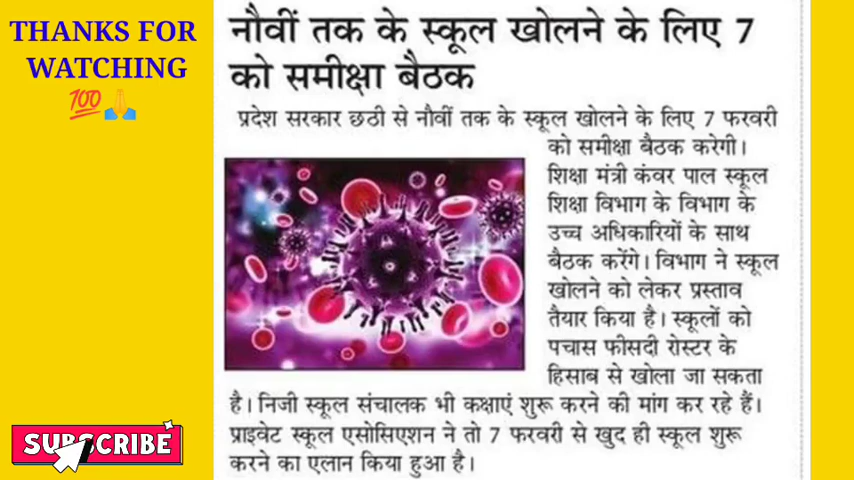 THANKS FOR
WATCHING
💯🙏
नौवीं तक के स्कूल खोलने के लिए 7
को समीक्षा बैठक
प्रदेश सरकार छठी से नौवीं तक के स्कूल खोलने के लिए 7 फरवरी
को समीक्षा बैठक करेगी।
शिक्षा मंत्री कंवर पाल स्कूल
शिक्षा विभाग के विभाग के
उच्च अधिकारियों के साथ
बैठक करेंगे। विभाग ने स्कूल
खोलने को लेकर प्रस्ताव
तैयार किया है। स्कूलों को
पचास फीसदी रोस्टर के
हिसाब से खोला जा सकता
है। निजी स्कूल संचालक भी कक्षाएं शुरू करने की मांग कर रहे हैं।
प्राइवेट स्कूल एसोसिएशन ने तो 7 फरवरी से खुद ही स्कूल शुरू
करने का एलान किया हुआ है।
SUBSCRIBE